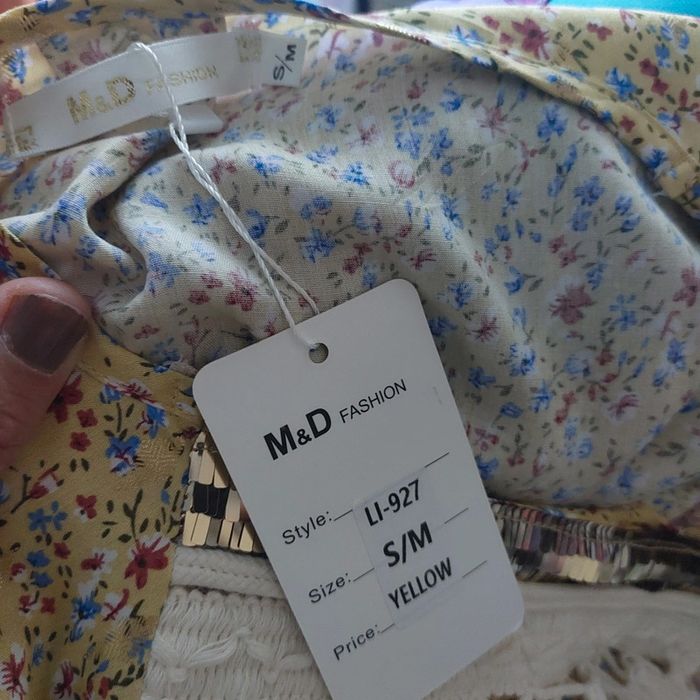 M&D FASHION
S/M
M&D FASHION
Style: LI-927
Size: S/M
YELLOW
Price: